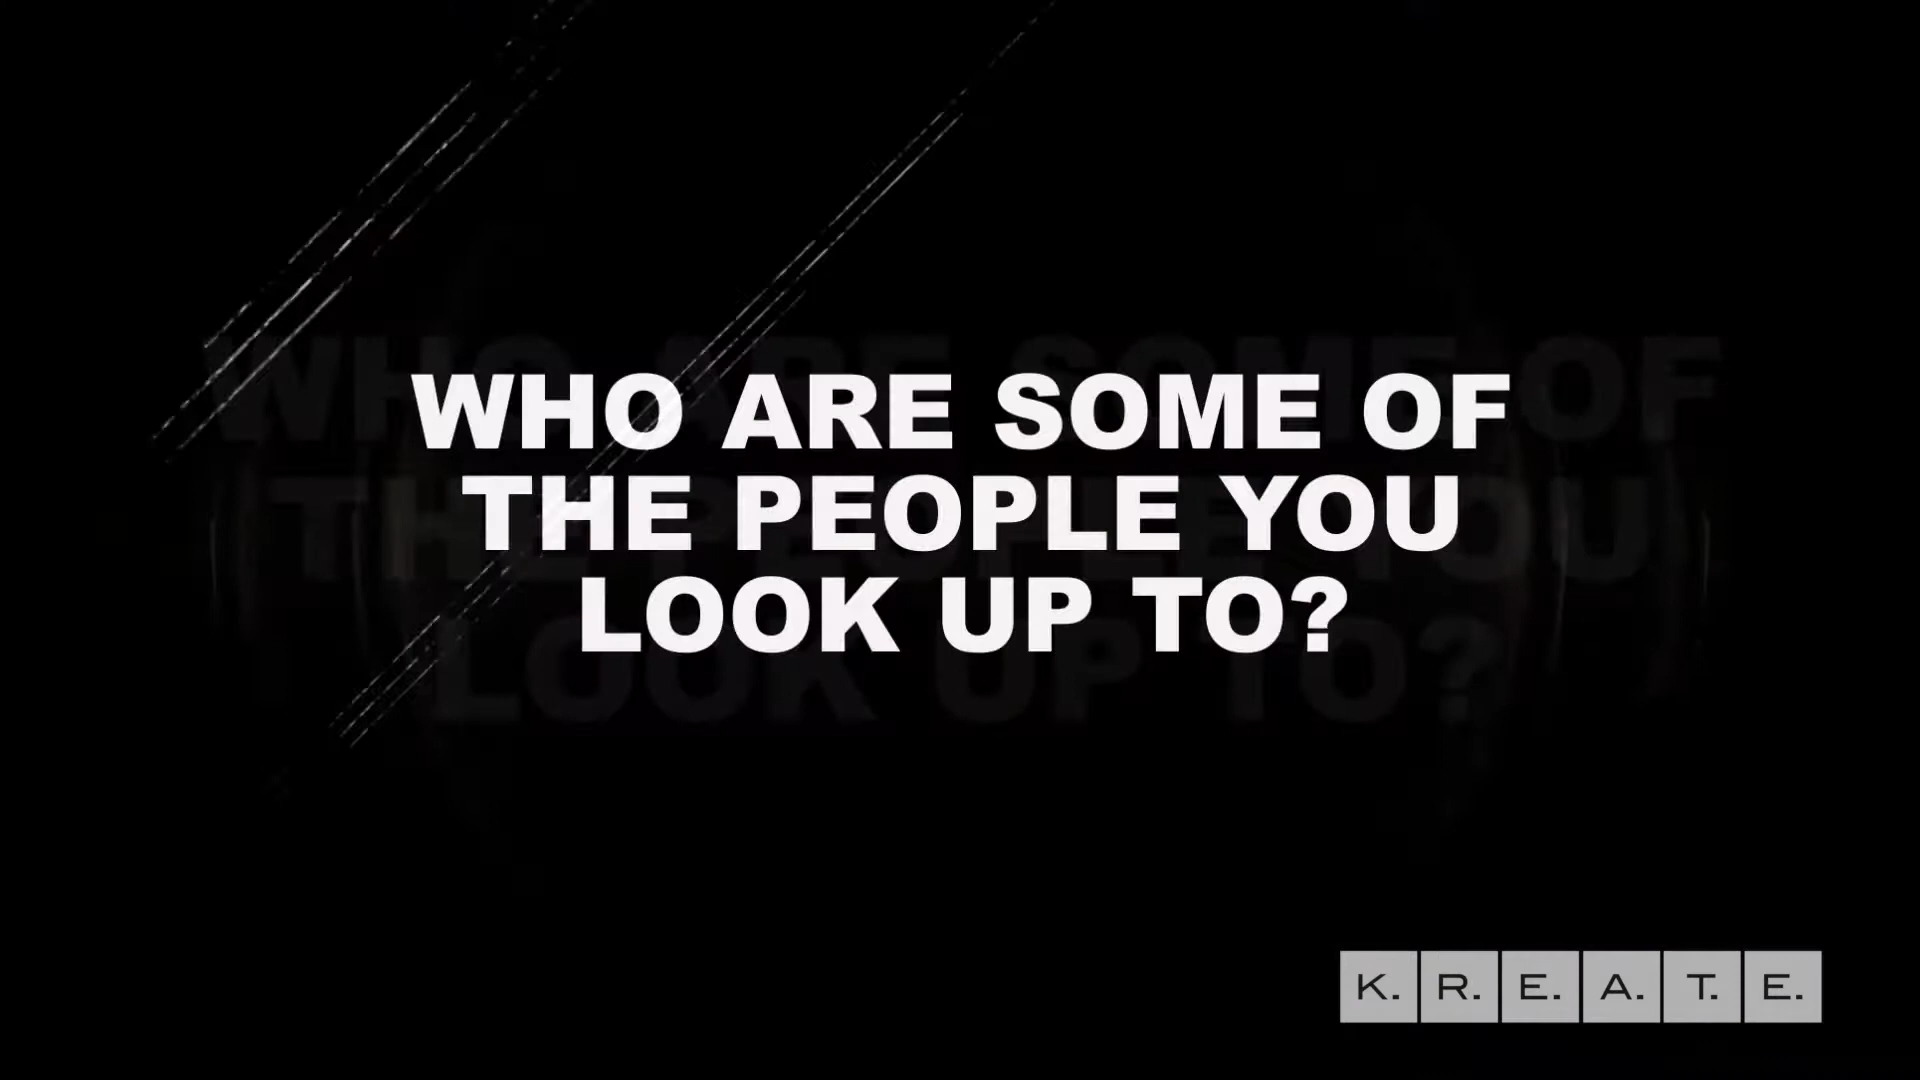 WHO ARE SOME OF
THE PEOPLE YOU
LOOK UP TO?
K.R.E.A.T.E.